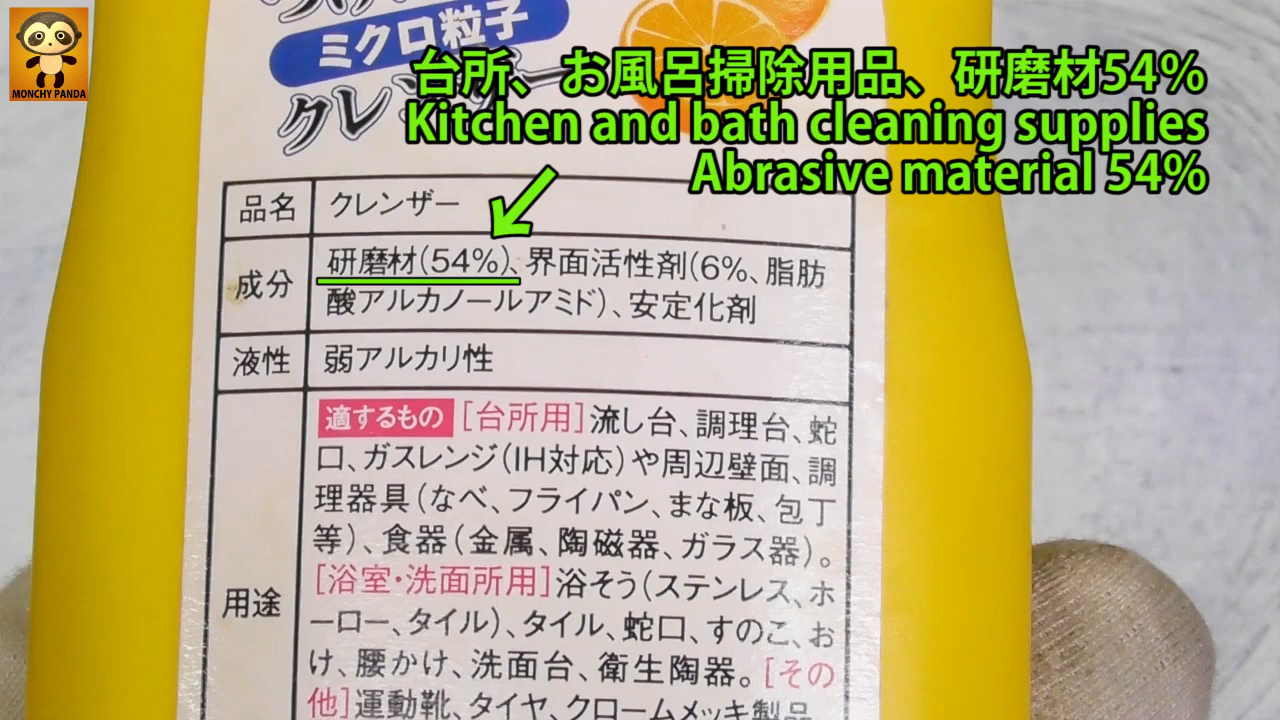 MONCHY PANDA
ミクロ粒子
クレンザー
台所、お風呂掃除用品、研磨材54%
Kitchen and bath cleaning supplies
Abrasive material 54%
品名 クレンザー
成分 研磨材(54%)、界面活性剤(6%、脂肪
酸アルカノールアミド)、安定化剤
液性 弱アルカリ性
用途 適するもの [台所用]流し台、調理台、蛇
口、ガスレンジ(IH対応)や周辺壁面、調
理器具(なべ、フライパン、まな板、包丁
等)、食器(金属、陶磁器、ガラス器)。
[浴室・洗面所用]浴そう(ステンレス、ホ
ーロー、タイル)、タイル、蛇口、すのこ、お
け、腰かけ、洗面台、衛生陶器。[その
他]運動靴、タイヤ、クロームメッキ製品